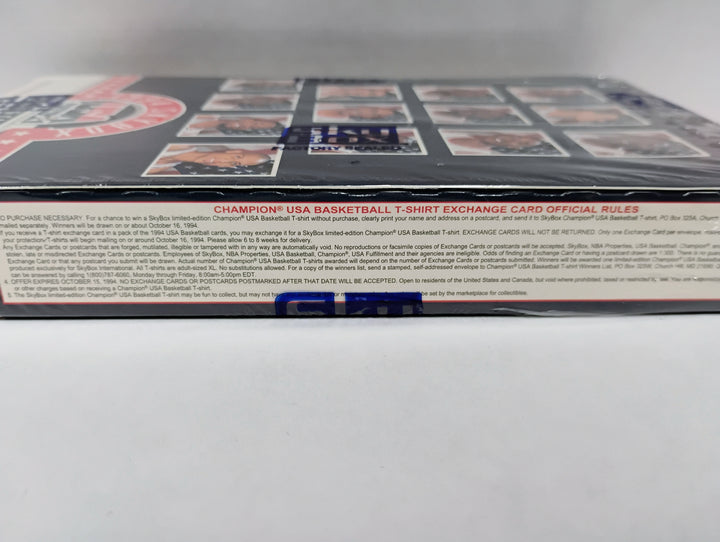 FACTORY SEALED
CHAMPION® USA BASKETBALL T-SHIRT EXCHANGE CARD OFFICIAL RULES
PURCHASE NECESSARY. For a chance to win a SkyBox limited-edition Champion® USA Basketball T-shirt without purchase, clearly print your name and address on a postcard, and send it to SkyBox Champion® USA Basketball T-shirt, PO Box 325A, Church
mailed separately. Winners will be drawn on or about October 16, 1994.
If you receive a T-shirt exchange card in a pack of the 1994 USA Basketball cards, you may exchange it for a SkyBox limited-edition Champion® USA Basketball T-shirt. EXCHANGE CARDS WILL NOT BE RETURNED. Only one Exchange Card per envelope.
your protection/T-shirts will begin mailing on or around October 16, 1994. Please allow 6 to 8 weeks for delivery.
Any Exchange Cards or postcards that are forged, mutilated, illegible or tampered with in any way are automatically void. No reproductions or facsimile copies of Exchange Cards or postcards will be accepted. SkyBox, NBA Properties, USA Basketball, Champion®, and
stolen, late or misdirected Exchange Cards or postcards. Employees of SkyBox, NBA Properties, USA Basketball, Champion®, USA Fulfillment and their agencies are ineligible. Odds of finding an Exchange Card or having a postcard drawn are 1:300. There is no
Exchange Card or that any postcard you submit will be drawn. Actual number of Champion® USA Basketball T-shirts awarded will depend on the number of Exchange Cards or postcards submitted. Winners will be awarded one limited-edition Champion® USA Basketball
produced exclusively for SkyBox International. All T-shirts are adult-sized XL. No substitutions allowed. For a copy of the winners list, send a stamped, self-addressed envelope to Champion® USA Basketball T-shirt Winners List, PO Box 325W, Church Hill, MD
can be answered by calling 1(800)787-6060, Monday through Friday, 8:00am-5:00pm EDT.
4. OFFER EXPIRES OCTOBER 15, 1994. NO EXCHANGE CARDS OR POSTCARDS POSTMARKED AFTER THAT DATE WILL BE ACCEPTED. Open to residents of the United States and Canada, but void where prohibited, taxed or restricted
or other charges based on receiving a Champion® USA Basketball T-shirt.
5. The SkyBox limited-edition Champion® USA Basketball T-shirt may be fun to collect, but may not be set by the marketplace for collectibles.